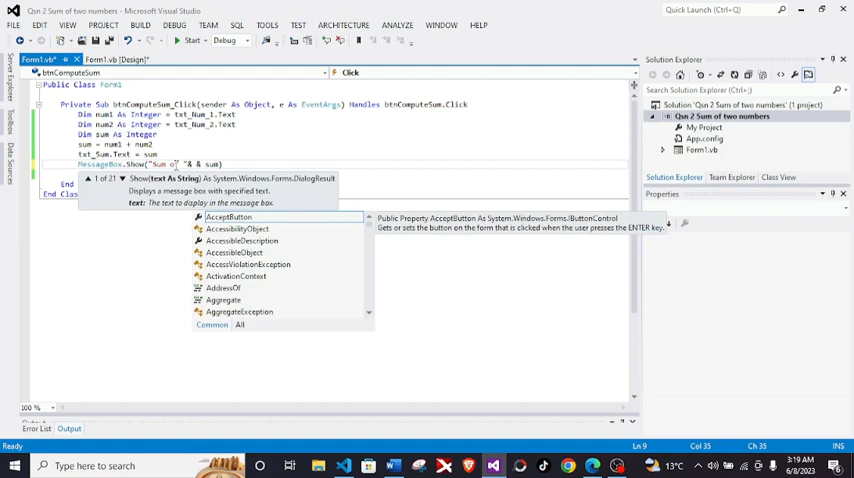 Qsn 2 Sum of two numbers - Microsoft Visual Studio
Quick Launch (Ctrl+Q)
FILE EDIT VIEW PROJECT BUILD DEBUG TEAM SQL TOOLS TEST ARCHITECTURE ANALYZE WINDOW HELP
Start Debug
Form1.vb* Form1.vb [Design]*
btnComputeSum Click
Public Class Form1
Private Sub btnComputeSum_Click(sender As Object, e As EventArgs) Handles btnComputeSum.Click
Dim num1 As Integer = txt_Num_1.Text
Dim num2 As Integer = txt_Num_2.Text
Dim sum As Integer
sum = num1 + num2
txt_Sum.Text = sum
MessageBox.Show("Sum o "& & sum)
End
End Clas
1 of 21 Show(text As String) As System.Windows.Forms.DialogResult
Displays a message box with specified text.
text: The text to display in the message box.
AcceptButton
AccessibilityObject
AccessibleDescription
AccessibleObject
AccessViolationException
ActivationContext
AddressOf
Aggregate
AggregateException
Common All
Public Property AcceptButton As System.Windows.Forms.IButtonControl
Gets or sets the button on the form that is clicked when the user presses the ENTER key.
100 %
Error List Output
Server Explorer
Toolbox
Data Sources
Solution Explorer
Search Solution Explorer (Ctrl+;)
Solution 'Qsn 2 Sum of two numbers' (1 project)
Qsn 2 Sum of two numbers
My Project
App.config
Form1.vb
Solution Explorer Team Explorer Class View
Properties
Ready Ln 9 Col 35 Ch 35 INS
Type here to search
13°C
3:19 AM
6/8/2023